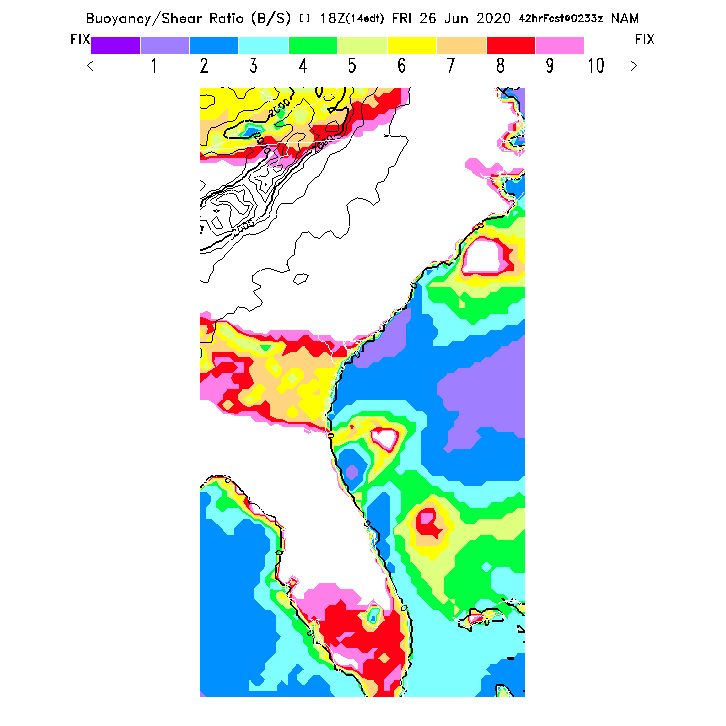 Buoyancy/Shear Ratio (B/S) [] 18Z(14edt) FRI 26 Jun 2020 42hrFcst@0233z NAM
FIX FIX
< 1 2 3 4 5 6 7 8 9 10 >
2000